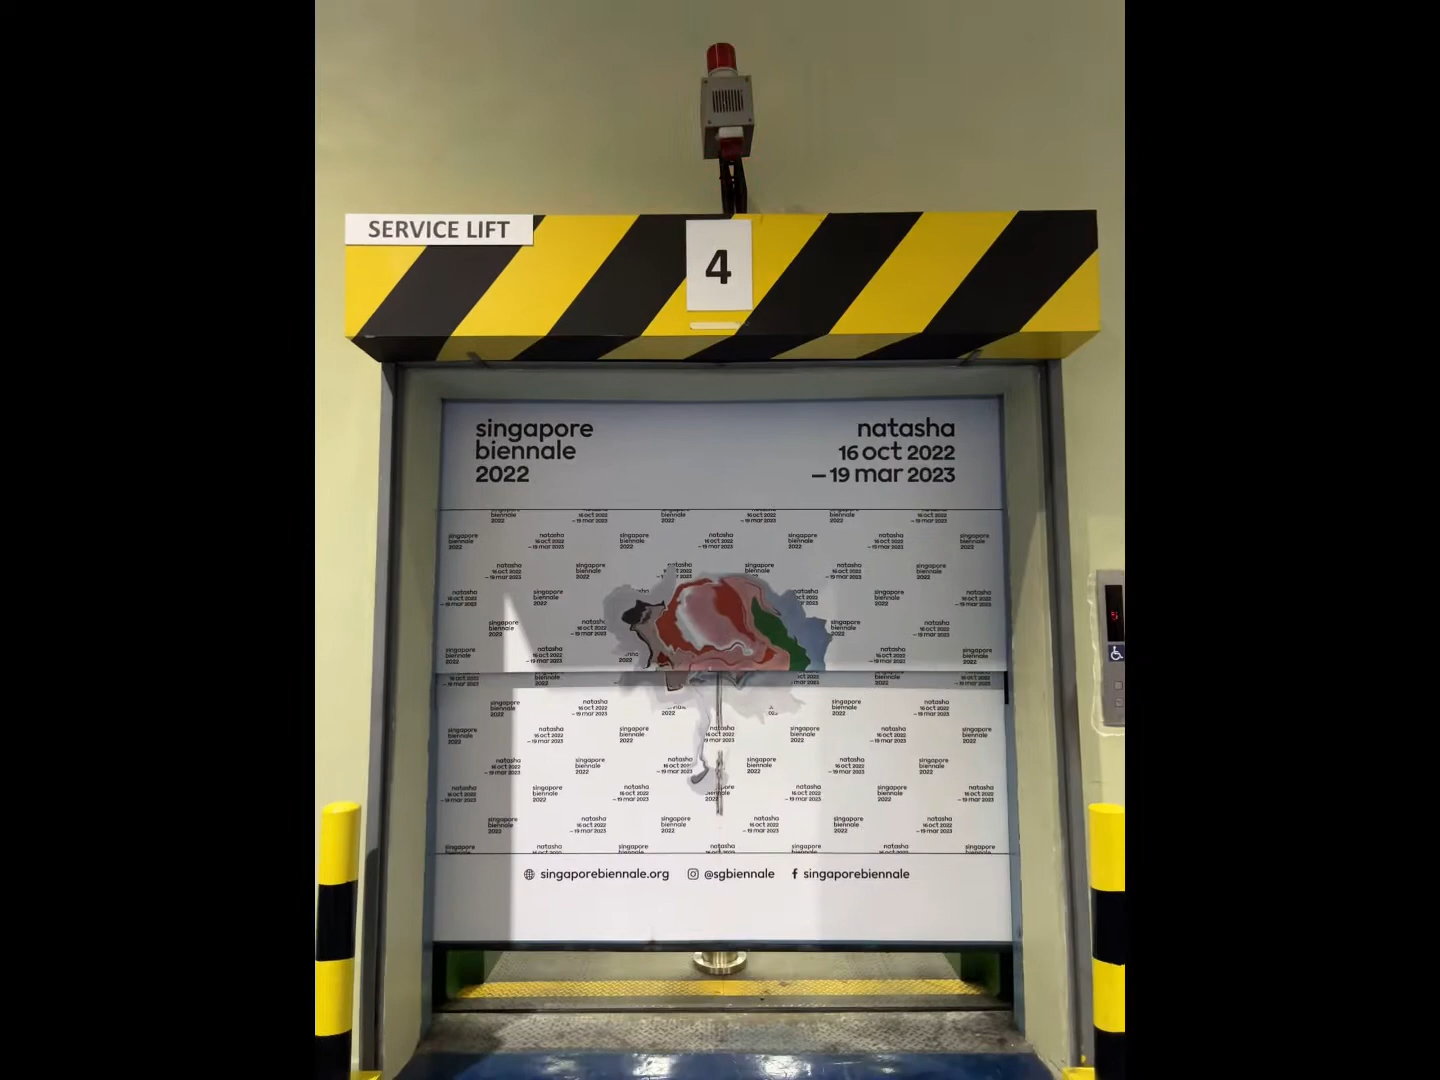 SERVICE LIFT
4
singapore
biennale
2022
natasha
16 oct 2022
– 19 mar 2023
singaporebiennale.org
@sgbiennale
singaporebiennale